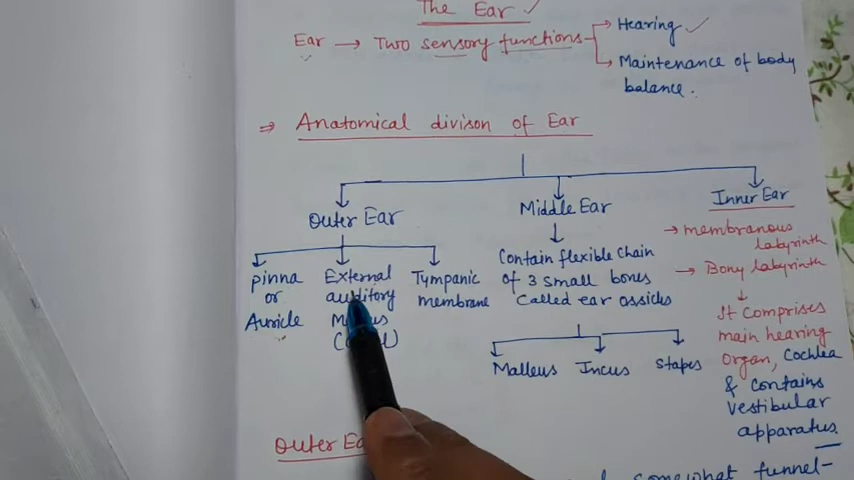 The Ear
Ear → Two sensory functions
Hearing
Maintenance of body
balance.
⇒ Anatomical divison of Ear
Outer Ear
Middle Ear
Inner Ear
pinna
or
Auricle
External
auditory
Tympanic
membrane
Contain flexible chain
of 3 small bones
Called ear ossicles
Malleus
Incus
Stapes
→ membranous
labyrinth
→ Bony labyrinth
It comprises
main hearing
Organ, Cochlea
& contains
vestibular
apparatus.
Outer
somewhat funnel-